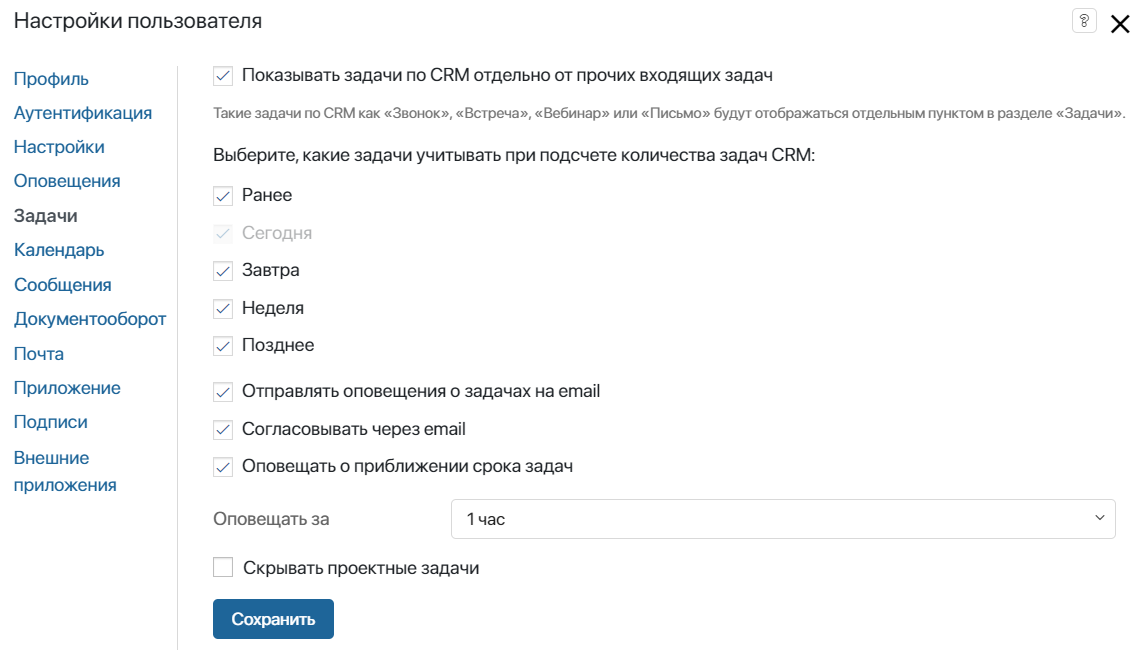 Настройки пользователя
?
Профиль
Аутентификация
Настройки
Оповещения
Задачи
Календарь
Сообщения
Документооборот
Почта
Приложение
Подписи
Внешние
приложения
Показывать задачи по CRM отдельно от прочих входящих задач
Такие задачи по CRM как «Звонок», «Встреча», «Вебинар» или «Письмо» будут отображаться отдельным пунктом в разделе «Задачи».
Выберите, какие задачи учитывать при подсчете количества задач CRM:
Ранее
Сегодня
Завтра
Неделя
Позднее
Отправлять оповещения о задачах на email
Согласовывать через email
Оповещать о приближении срока задач
Оповещать за
1 час
Скрывать проектные задачи
Сохранить